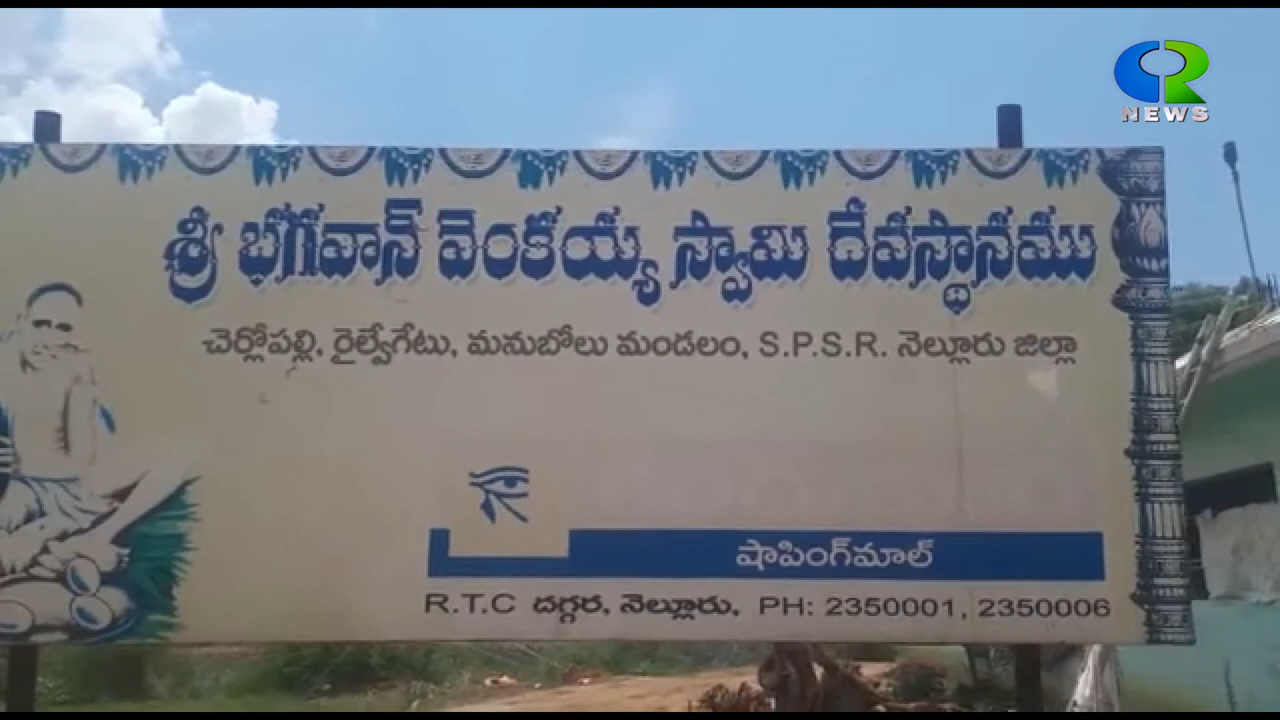 CR
NEWS
శ్రీ భగవాన్ వెంకయ్య స్వామి దేవస్థానము
చెర్లోపల్లి, రైల్వేగేటు, మనుబోలు మండలం, S.P.S.R. నెల్లూరు జిల్లా
షాపింగ్‌మాల్
R.T.C దగ్గర, నెల్లూరు, PH: 2350001, 2350006